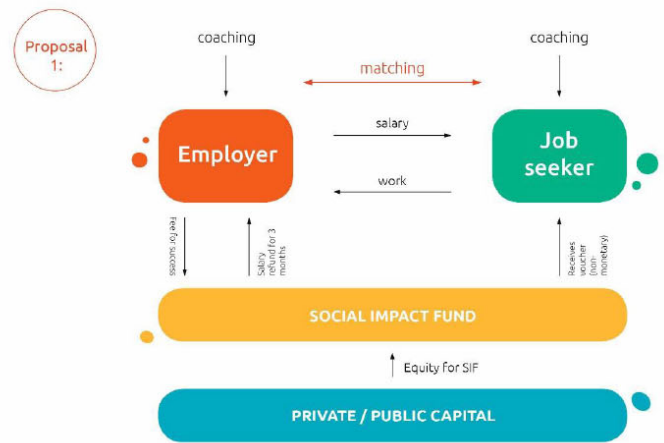 Proposal
1:
coaching
coaching
matching
Employer
salary
work
Job
seeker
Fee for success
Salary
refund for 3
months
Receives
voucher
(non-
monetary)
SOCIAL IMPACT FUND
Equity for SIF
PRIVATE / PUBLIC CAPITAL